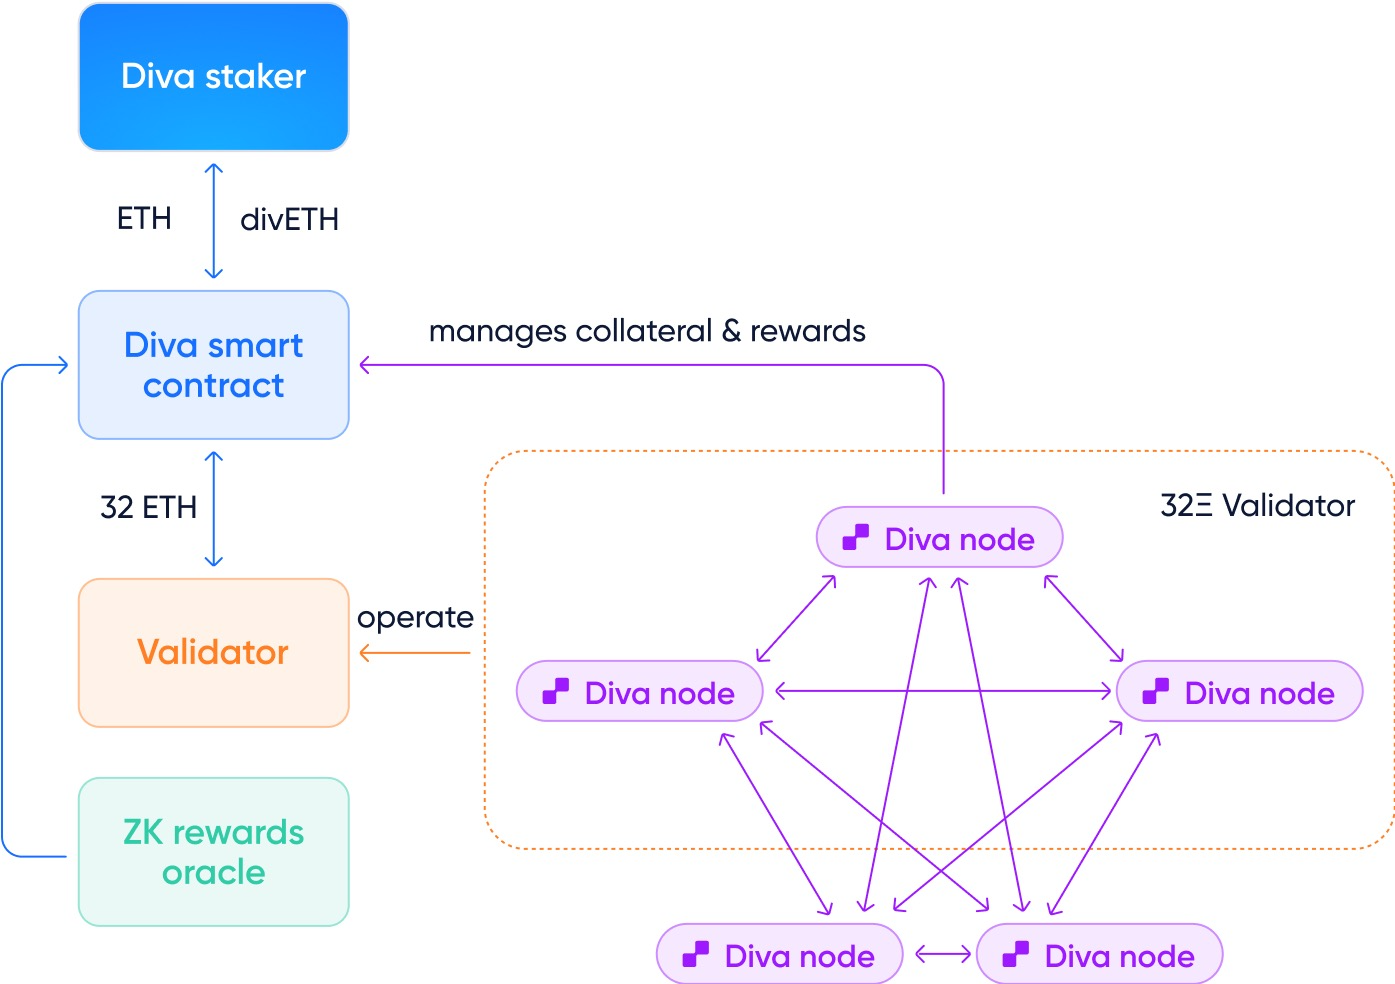 Diva staker
ETH
divETH
Diva smart
contract
manages collateral & rewards
32 ETH
32Ξ Validator
Diva node
operate
Validator
Diva node
Diva node
ZK rewards
oracle
Diva node
Diva node